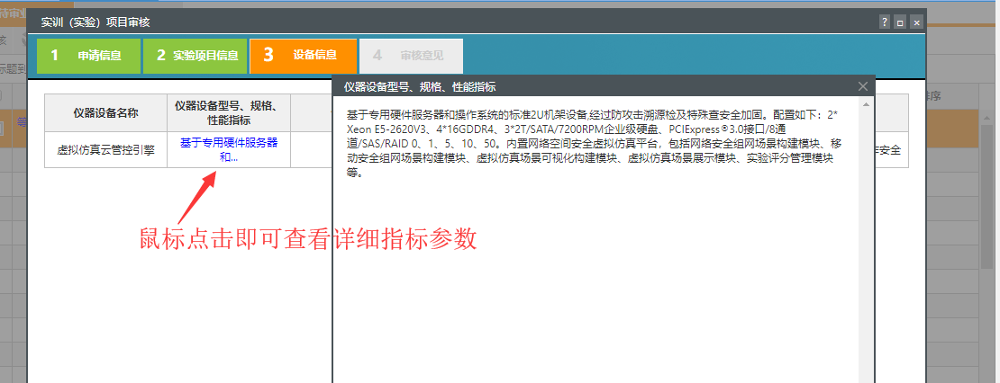 待审业
实训（实验）项目审核
?
核
1 申请信息
2 实验项目信息
3 设备信息
4 审核意见
标题到
仪器设备型号、规格、性能指标
排序
仪器设备名称
仪器设备型号、规格、
性能指标
虚拟仿真云管控引擎
基于专用硬件服务器
和...
基于专用硬件服务器和操作系统的标准2U机架设备,经过防攻击溯源检及特殊查安全加固。配置如下：2*
Xeon E5-2620V3、4*16GDDR4、3*2T/SATA/7200RPM企业级硬盘、PCIExpress®3.0接口/8通
道/SAS/RAID 0、1、5、10、50。内置网络空间安全虚拟仿真平台，包括网络安全组网场景构建模块、移
动安全组网场景构建模块、虚拟仿真场景可视化构建模块、虚拟仿真场景展示模块、实验评分管理模块
等。
安全
鼠标点击即可查看详细指标参数